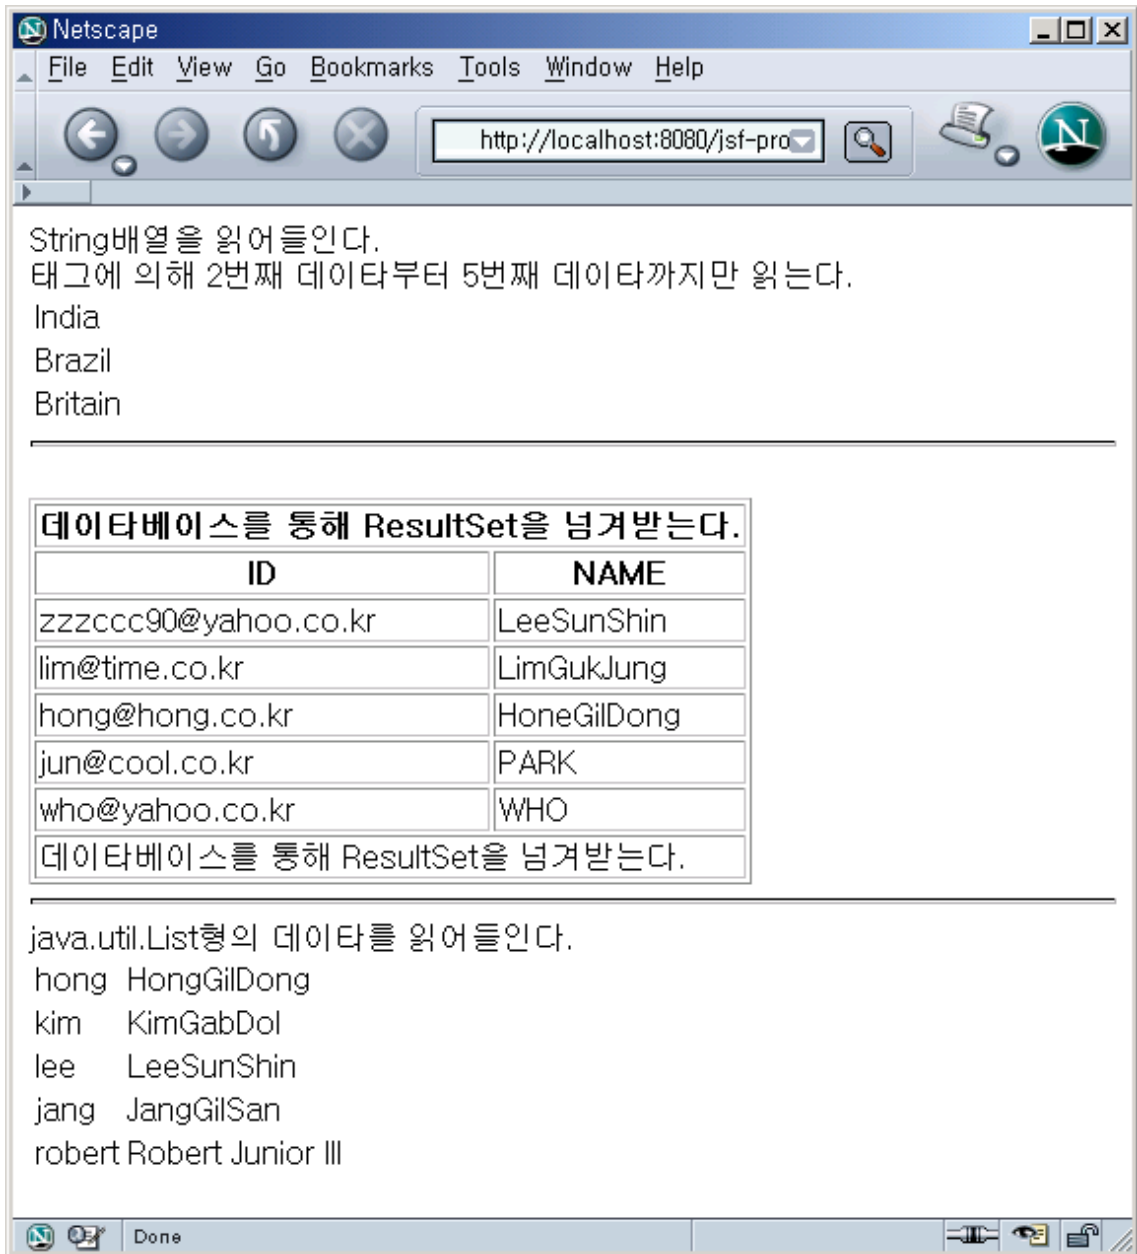 Netscape
File Edit View Go Bookmarks Tools Window Help
http://localhost:8080/jsf-pro
N
String배열을 읽어들인다.
태그에 의해 2번째 데이타부터 5번째 데이타까지만 읽는다.
India
Brazil
Britain
데이타베이스를 통해 ResultSet을 넘겨받는다.
ID NAME
zzzccc90@yahoo.co.kr LeeSunShin
lim@time.co.kr LimGukJung
hong@hong.co.kr HoneGilDong
jun@cool.co.kr PARK
who@yahoo.co.kr WHO
데이타베이스를 통해 ResultSet을 넘겨받는다.
java.util.List형의 데이타를 읽어들인다.
hong HongGilDong
kim KimGabDol
lee LeeSunShin
jang JangGilSan
robert Robert Junior III
Done